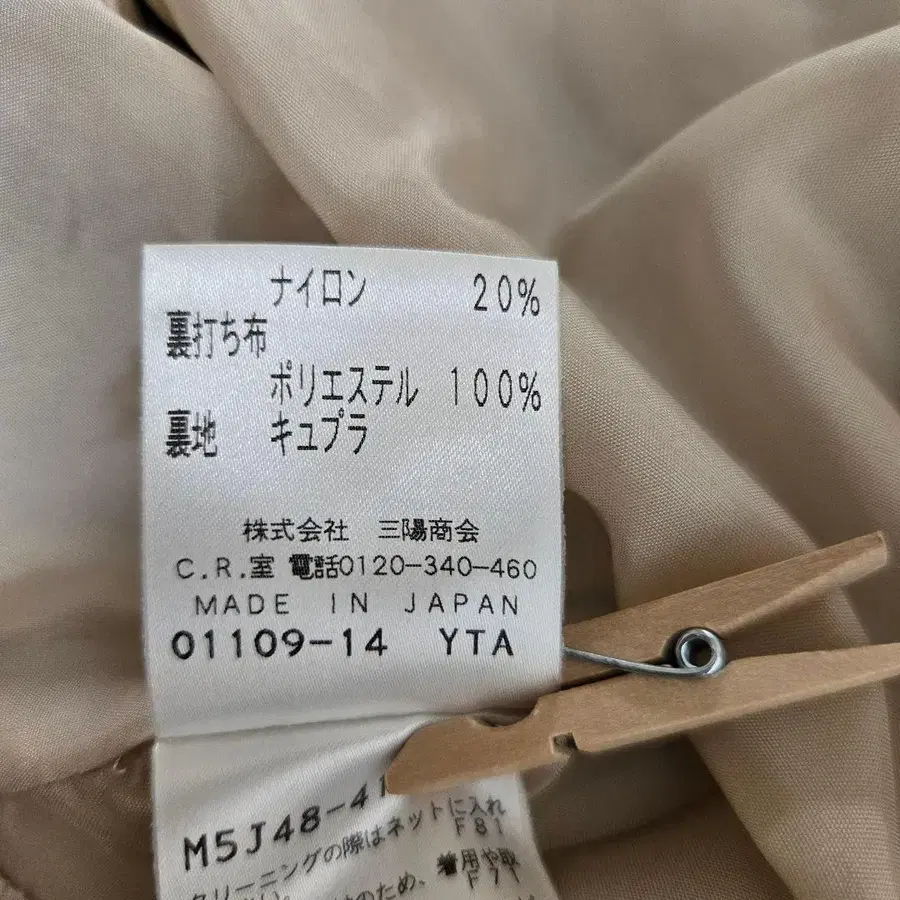 ナイロン 20%
裏打ち布
ポリエステル 100%
裏地 キュプラ
株式会社 三陽商会
C.R.室 電話0120-340-460
MADE IN JAPAN
01109-14 YTA
M5J48-41
クリーニングの際はネットに入れ
F81
のため、着用や取
F71